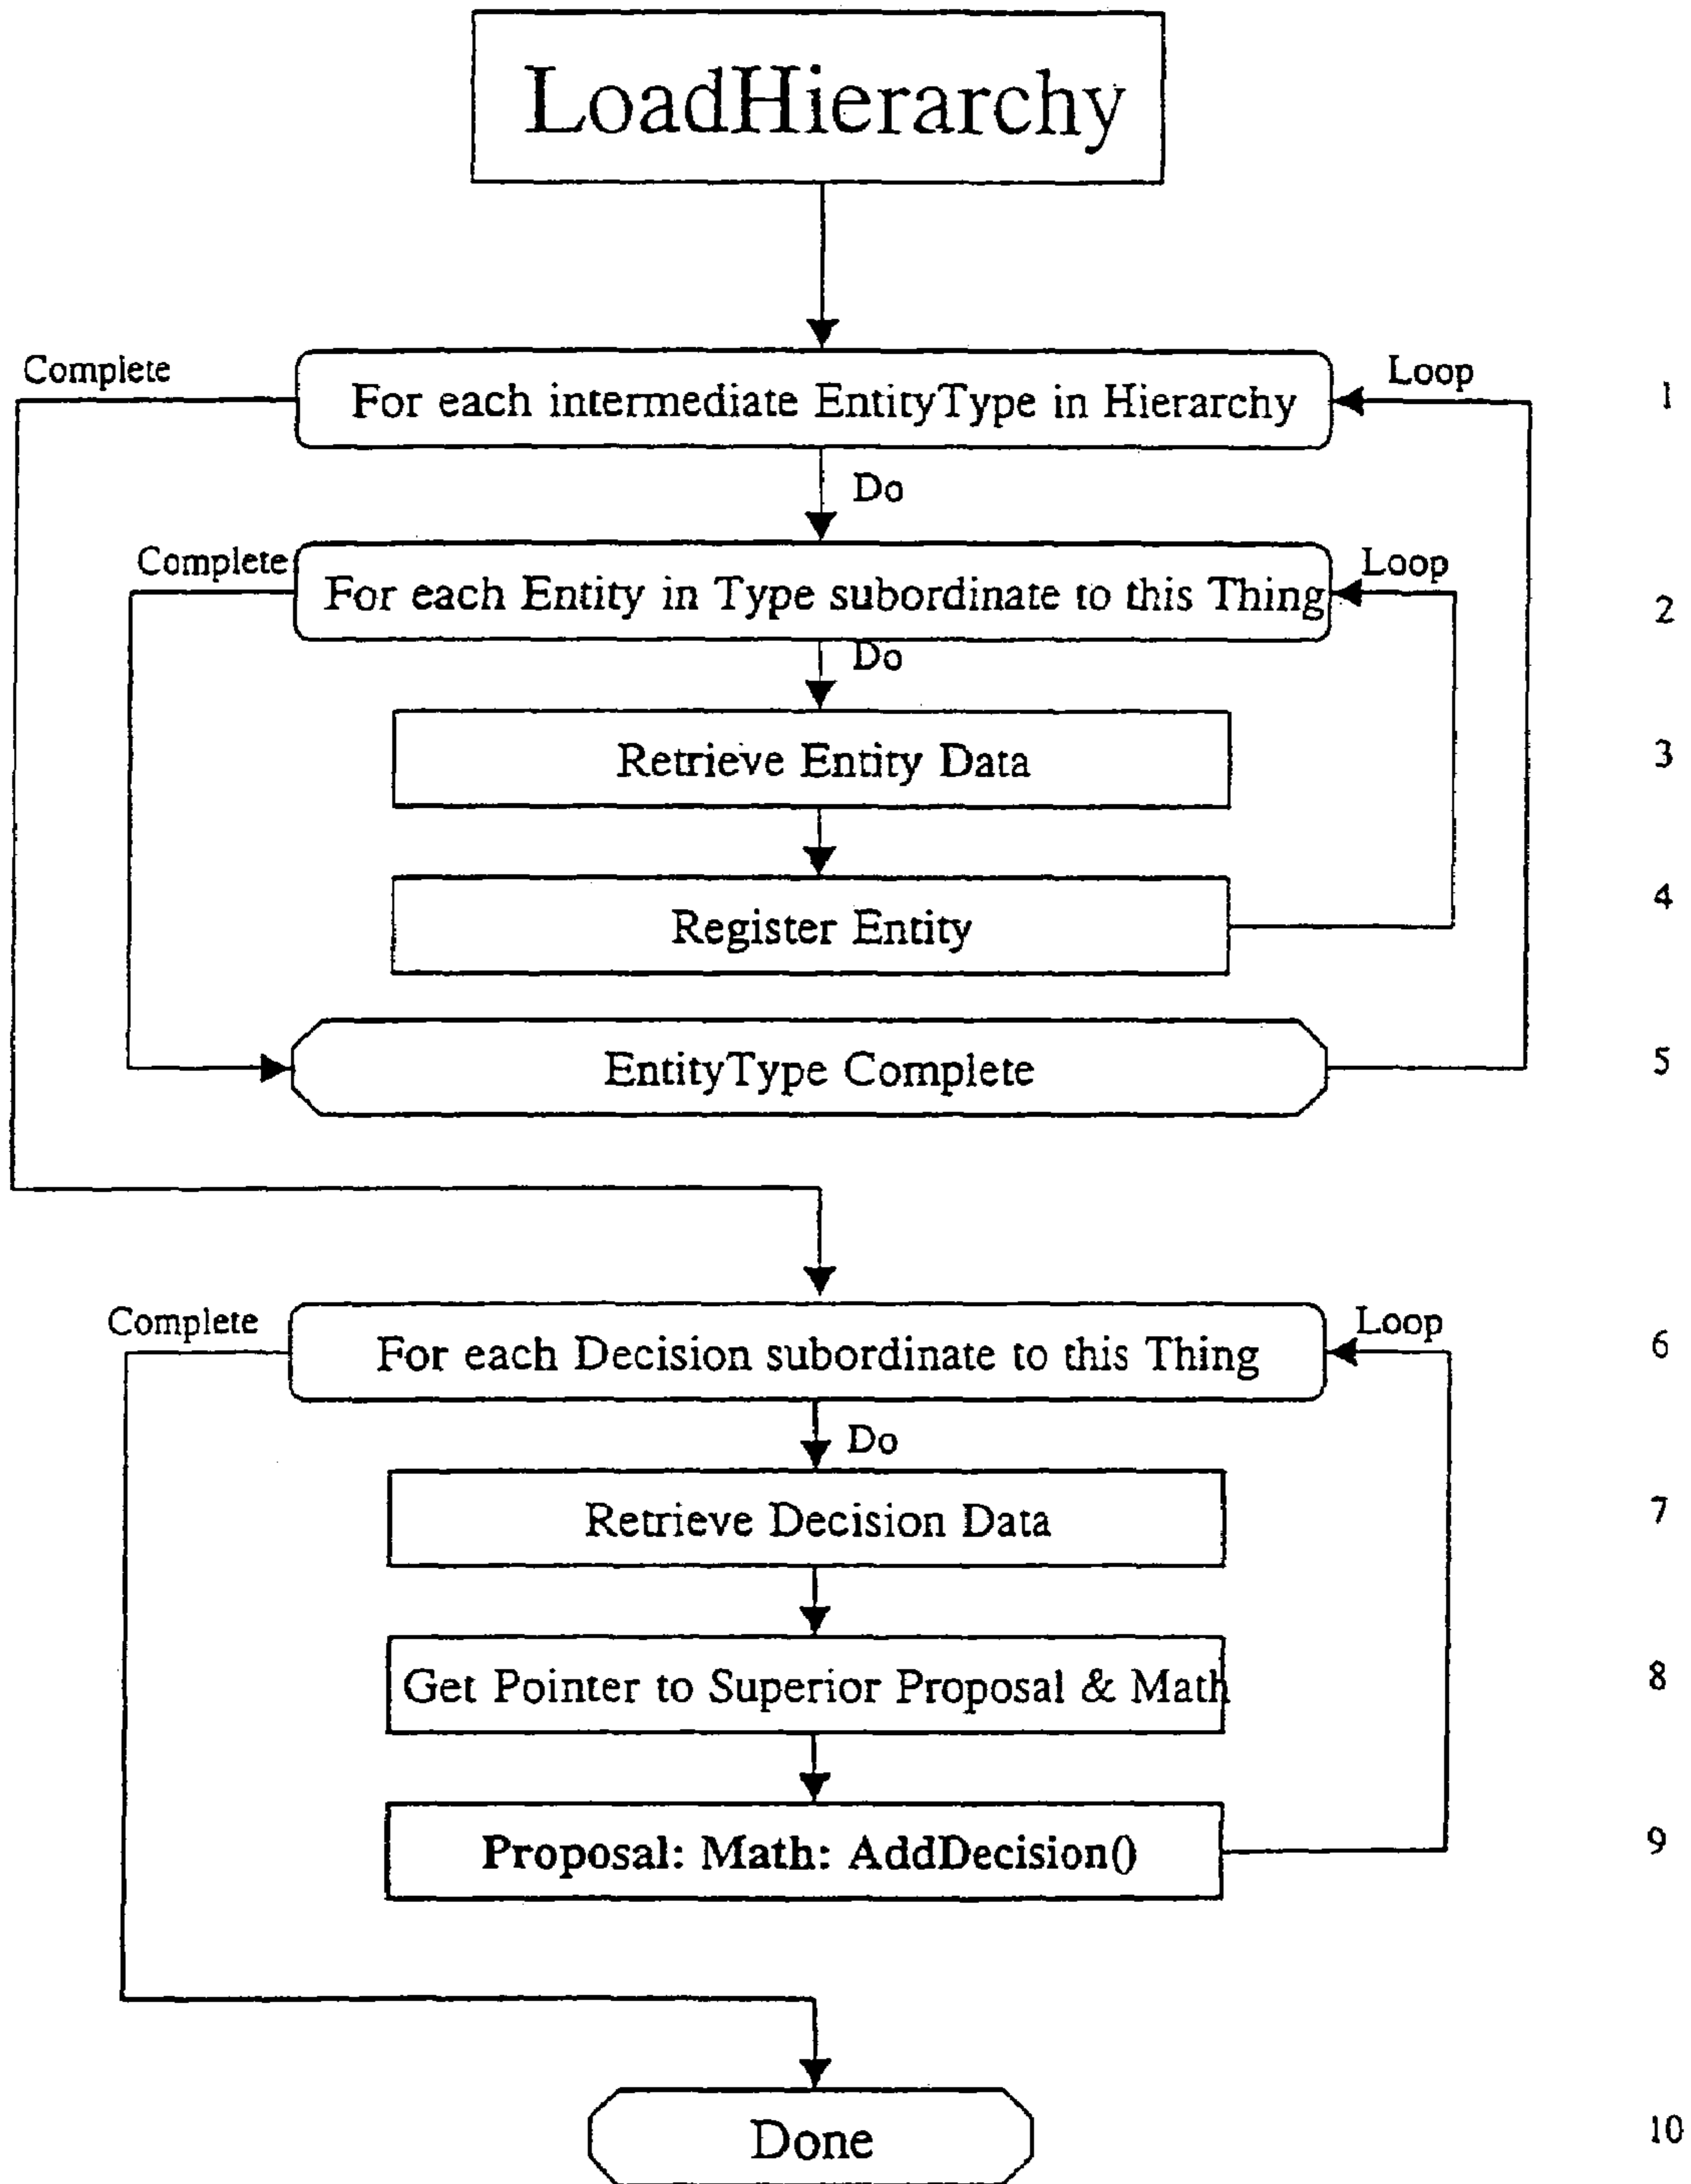 LoadHierarchy
Complete
For each intermediate EntityType in Hierarchy
Loop
1
Do
Complete
For each Entity in Type subordinate to this Thing
Loop
2
Do
Retrieve Entity Data
3
Register Entity
4
EntityType Complete
5
Complete
For each Decision subordinate to this Thing
Loop
6
Do
Retrieve Decision Data
7
Get Pointer to Superior Proposal & Math
8
Proposal: Math: AddDecision()
9
Done
10